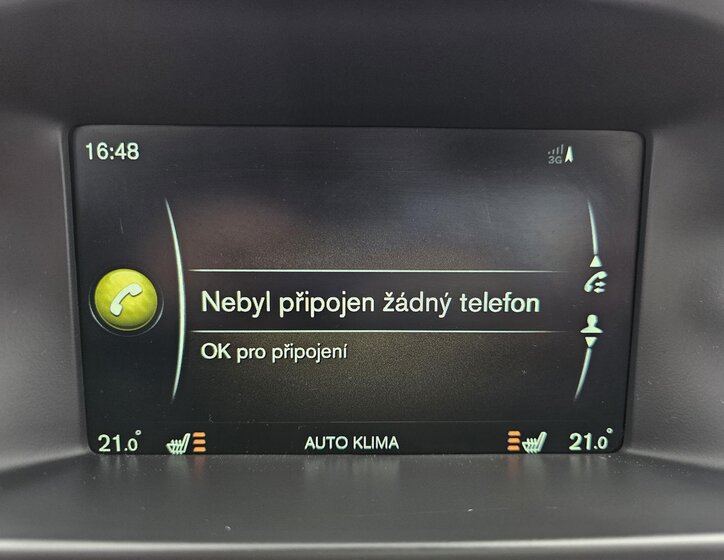 16:48
3G
Nebyl připojen žádný telefon
OK pro připojení
21.0° AUTO KLIMA 21.0°